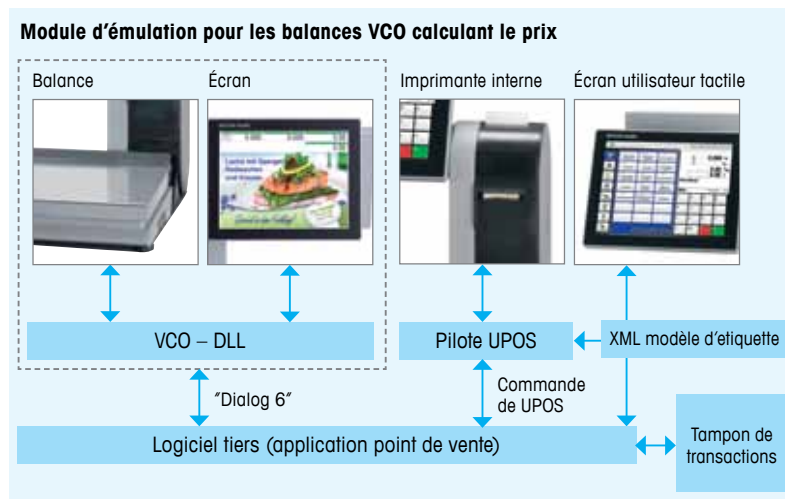 Module d'émulation pour les balances VCO calculant le prix
Balance
Écran
Imprimante interne
Écran utilisateur tactile
VCO – DLL
Pilote UPOS
XML modèle d'etiquette
"Dialog 6"
Commande
de UPOS
Logiciel tiers (application point de vente)
Tampon de
transactions